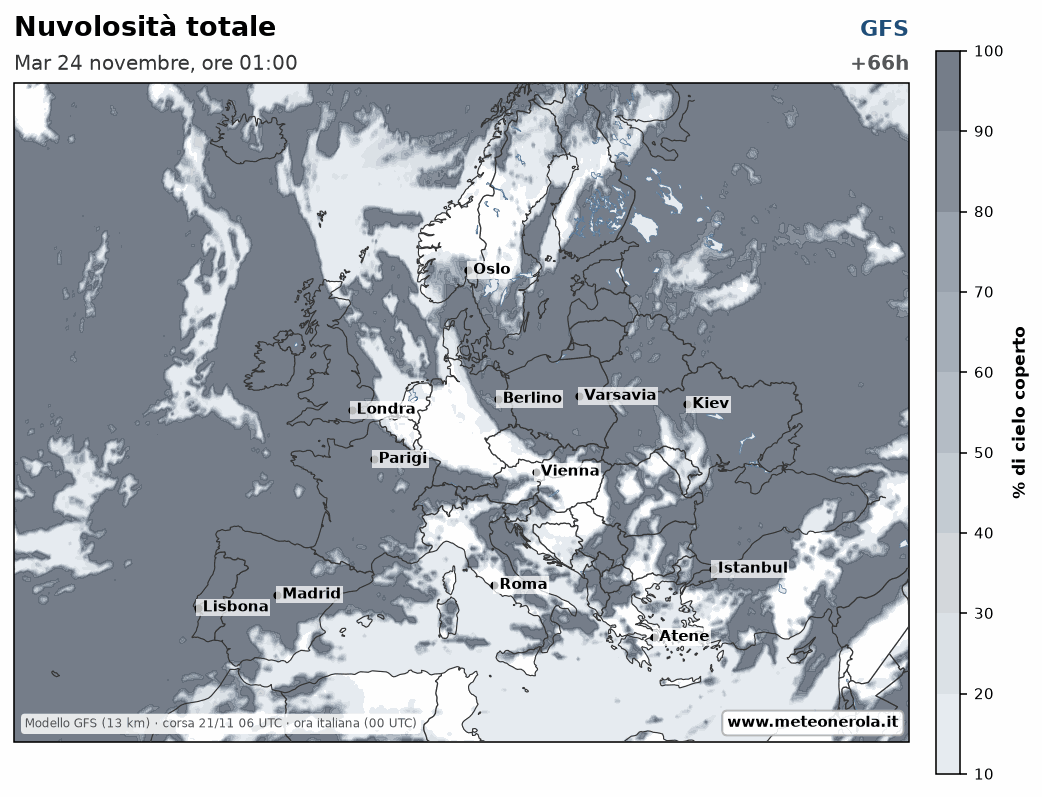 Nuvolosità totale
GFS
Mar 24 novembre, ore 01:00
+66h
100
90
80
70
60
50
40
30
20
10
% di cielo coperto
Oslo
Berlino
Varsavia
Kiev
Londra
Parigi
Vienna
Istanbul
Roma
Madrid
Lisbona
Atene
Modello GFS (13 km) · corsa 21/11 06 UTC · ora italiana (00 UTC)
www.meteonerola.it